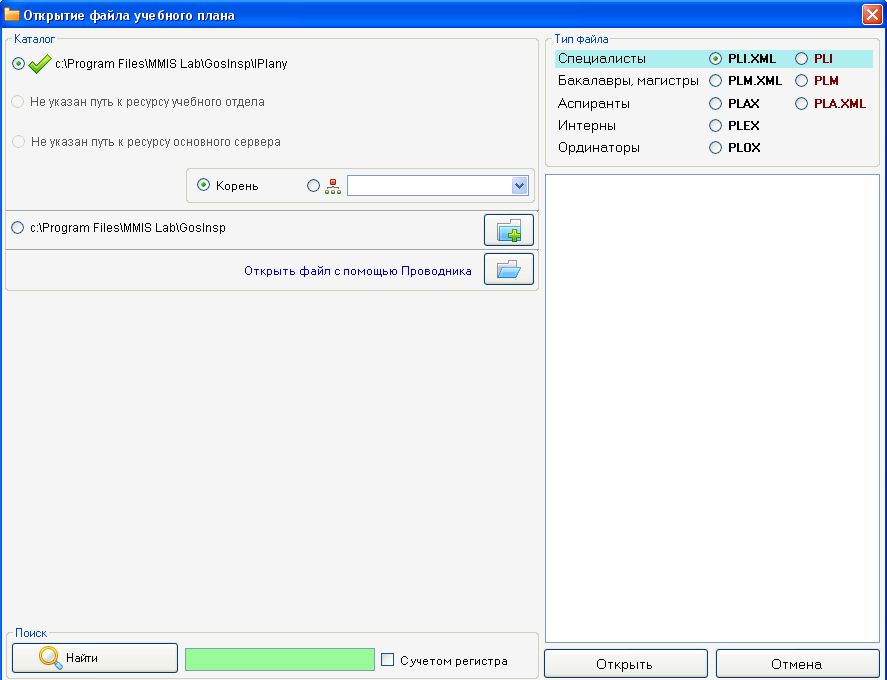 Открытие файла учебного плана
Каталог
c:\Program Files\MMIS Lab\GosInsp\IPlany
Не указан путь к ресурсу учебного отдела
Не указан путь к ресурсу основного сервера
Корень
c:\Program Files\MMIS Lab\GosInsp
Открыть файл с помощью Проводника
Тип файла
Специалисты PLI.XML PLI
Бакалавры, магистры PLM.XML PLM
Аспиранты PLAX PLA.XML
Интерны PLEX
Ординаторы PLOX
Поиск
Найти
С учетом регистра
Открыть
Отмена